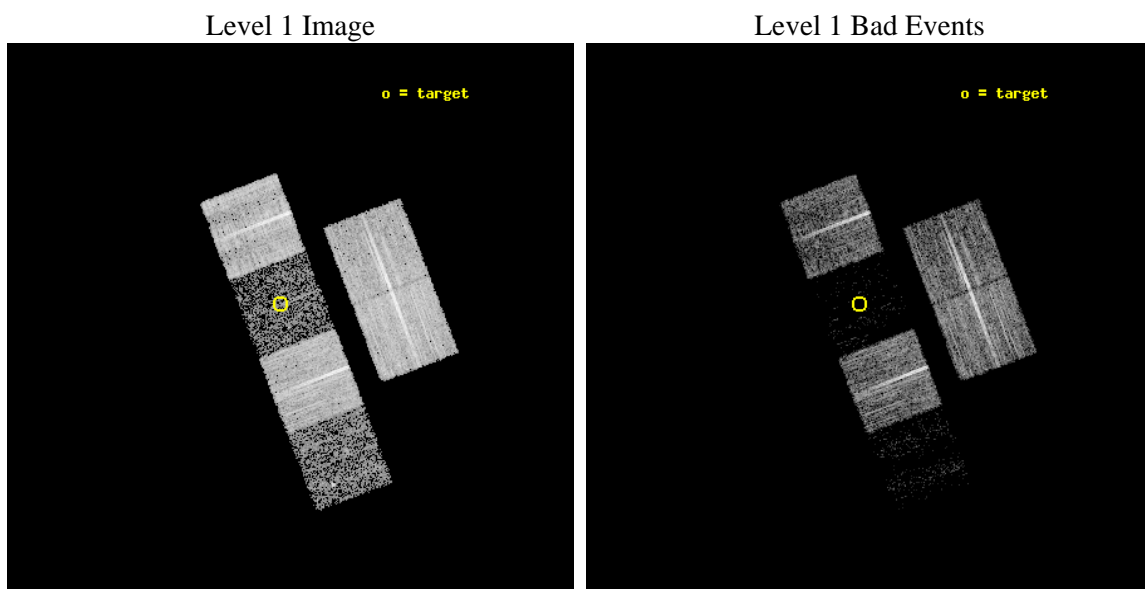 Level 1 Image
Level 1 Bad Events
o = target
o = target